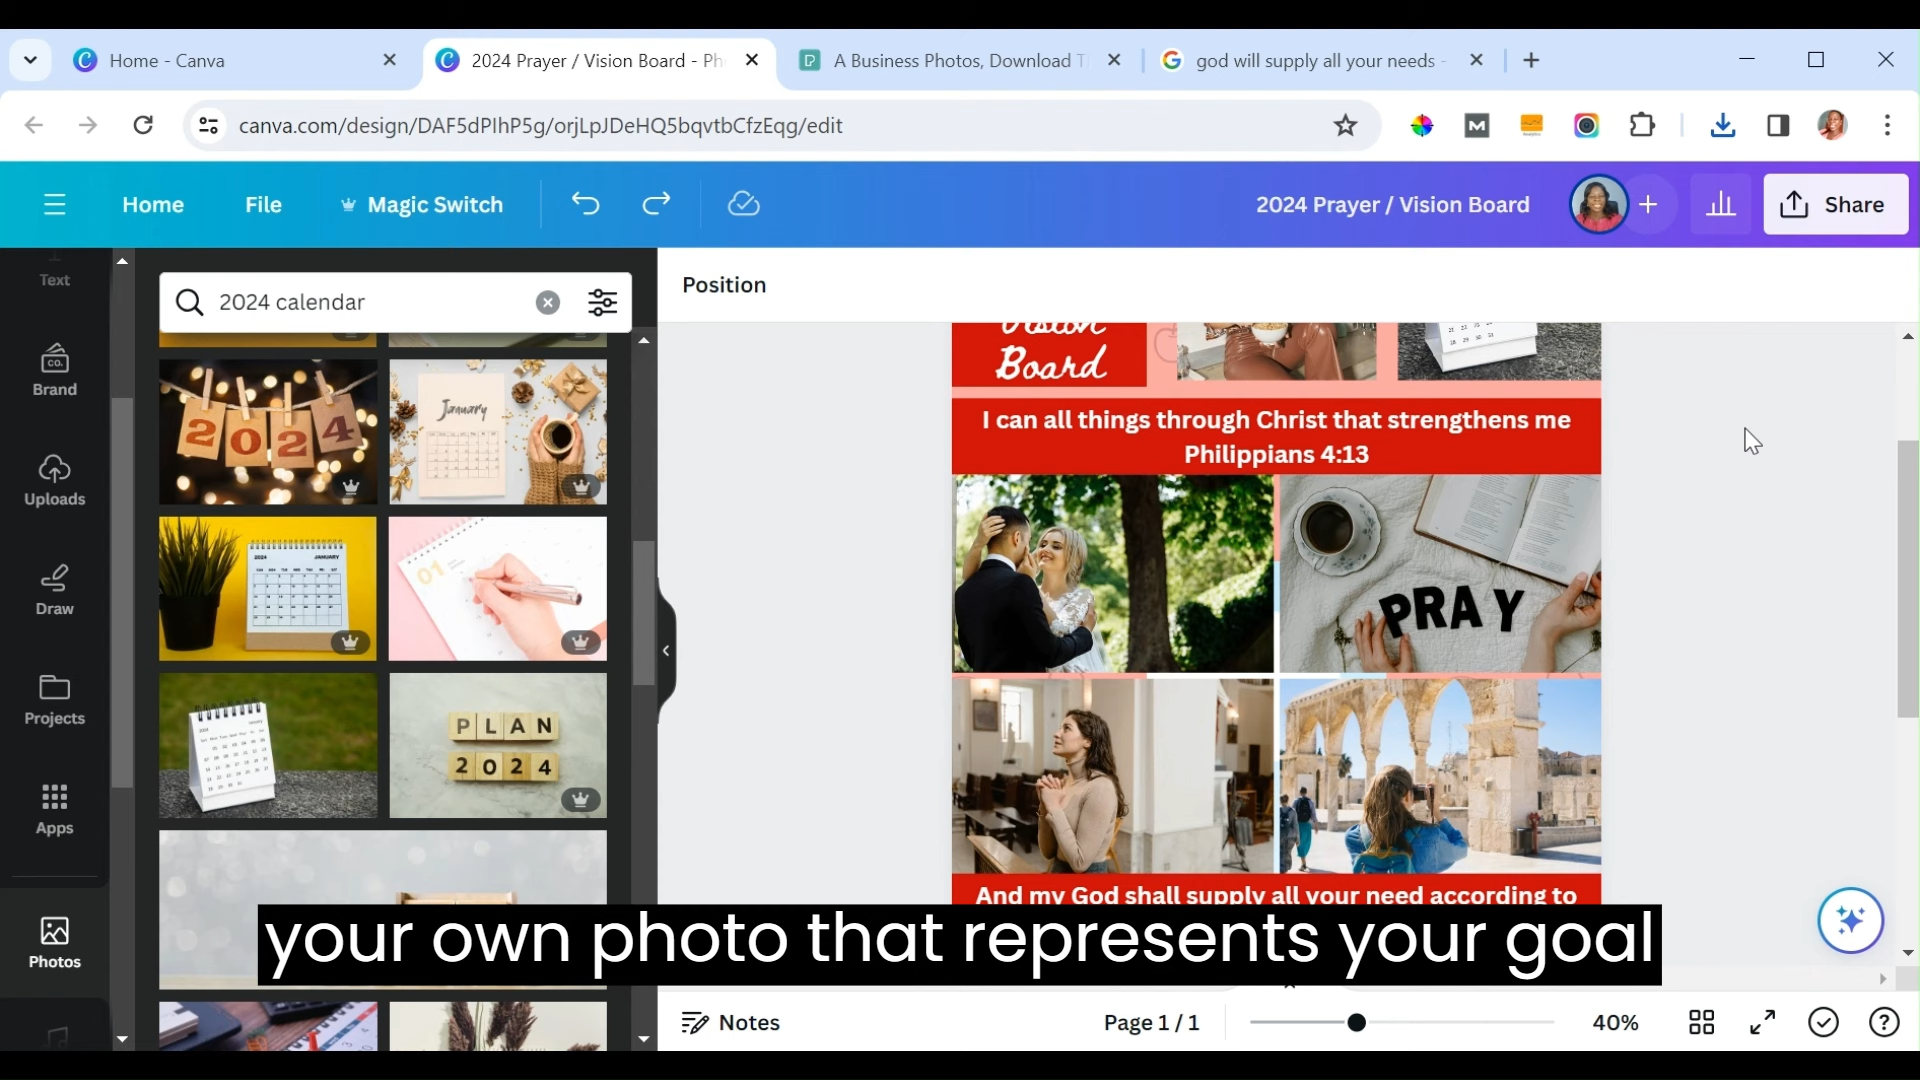 Home - Canva
2024 Prayer / Vision Board - Ph
A Business Photos, Download T
god will supply all your needs -
canva.com/design/DAF5dPIhP5g/orjLpJDeHQ5bqvtbCfzEqg/edit
Home
File
Magic Switch
2024 Prayer / Vision Board
Share
Text
Brand
Uploads
Draw
Projects
Apps
Photos
2024 calendar
2024
January
2024 JANUARY
01
PLAN
2024
Position
Vision
Board
I can all things through Christ that strengthens me
Philippians 4:13
PRAY
And my God shall supply all your need according to
your own photo that represents your goal
Notes
Page 1 / 1
40%